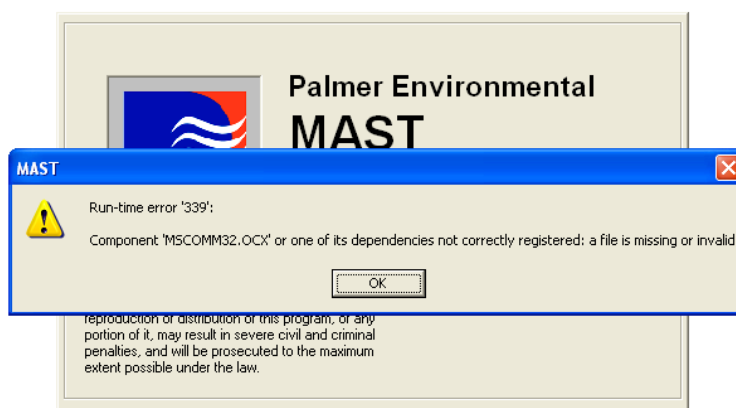 Palmer Environmental
MAST
MAST
Run-time error '339':
Component 'MSCOMM32.OCX' or one of its dependencies not correctly registered: a file is missing or invalid
OK
reproduction or distribution of this program, or any
portion of it, may result in severe civil and criminal
penalties, and will be prosecuted to the maximum
extent possible under the law.